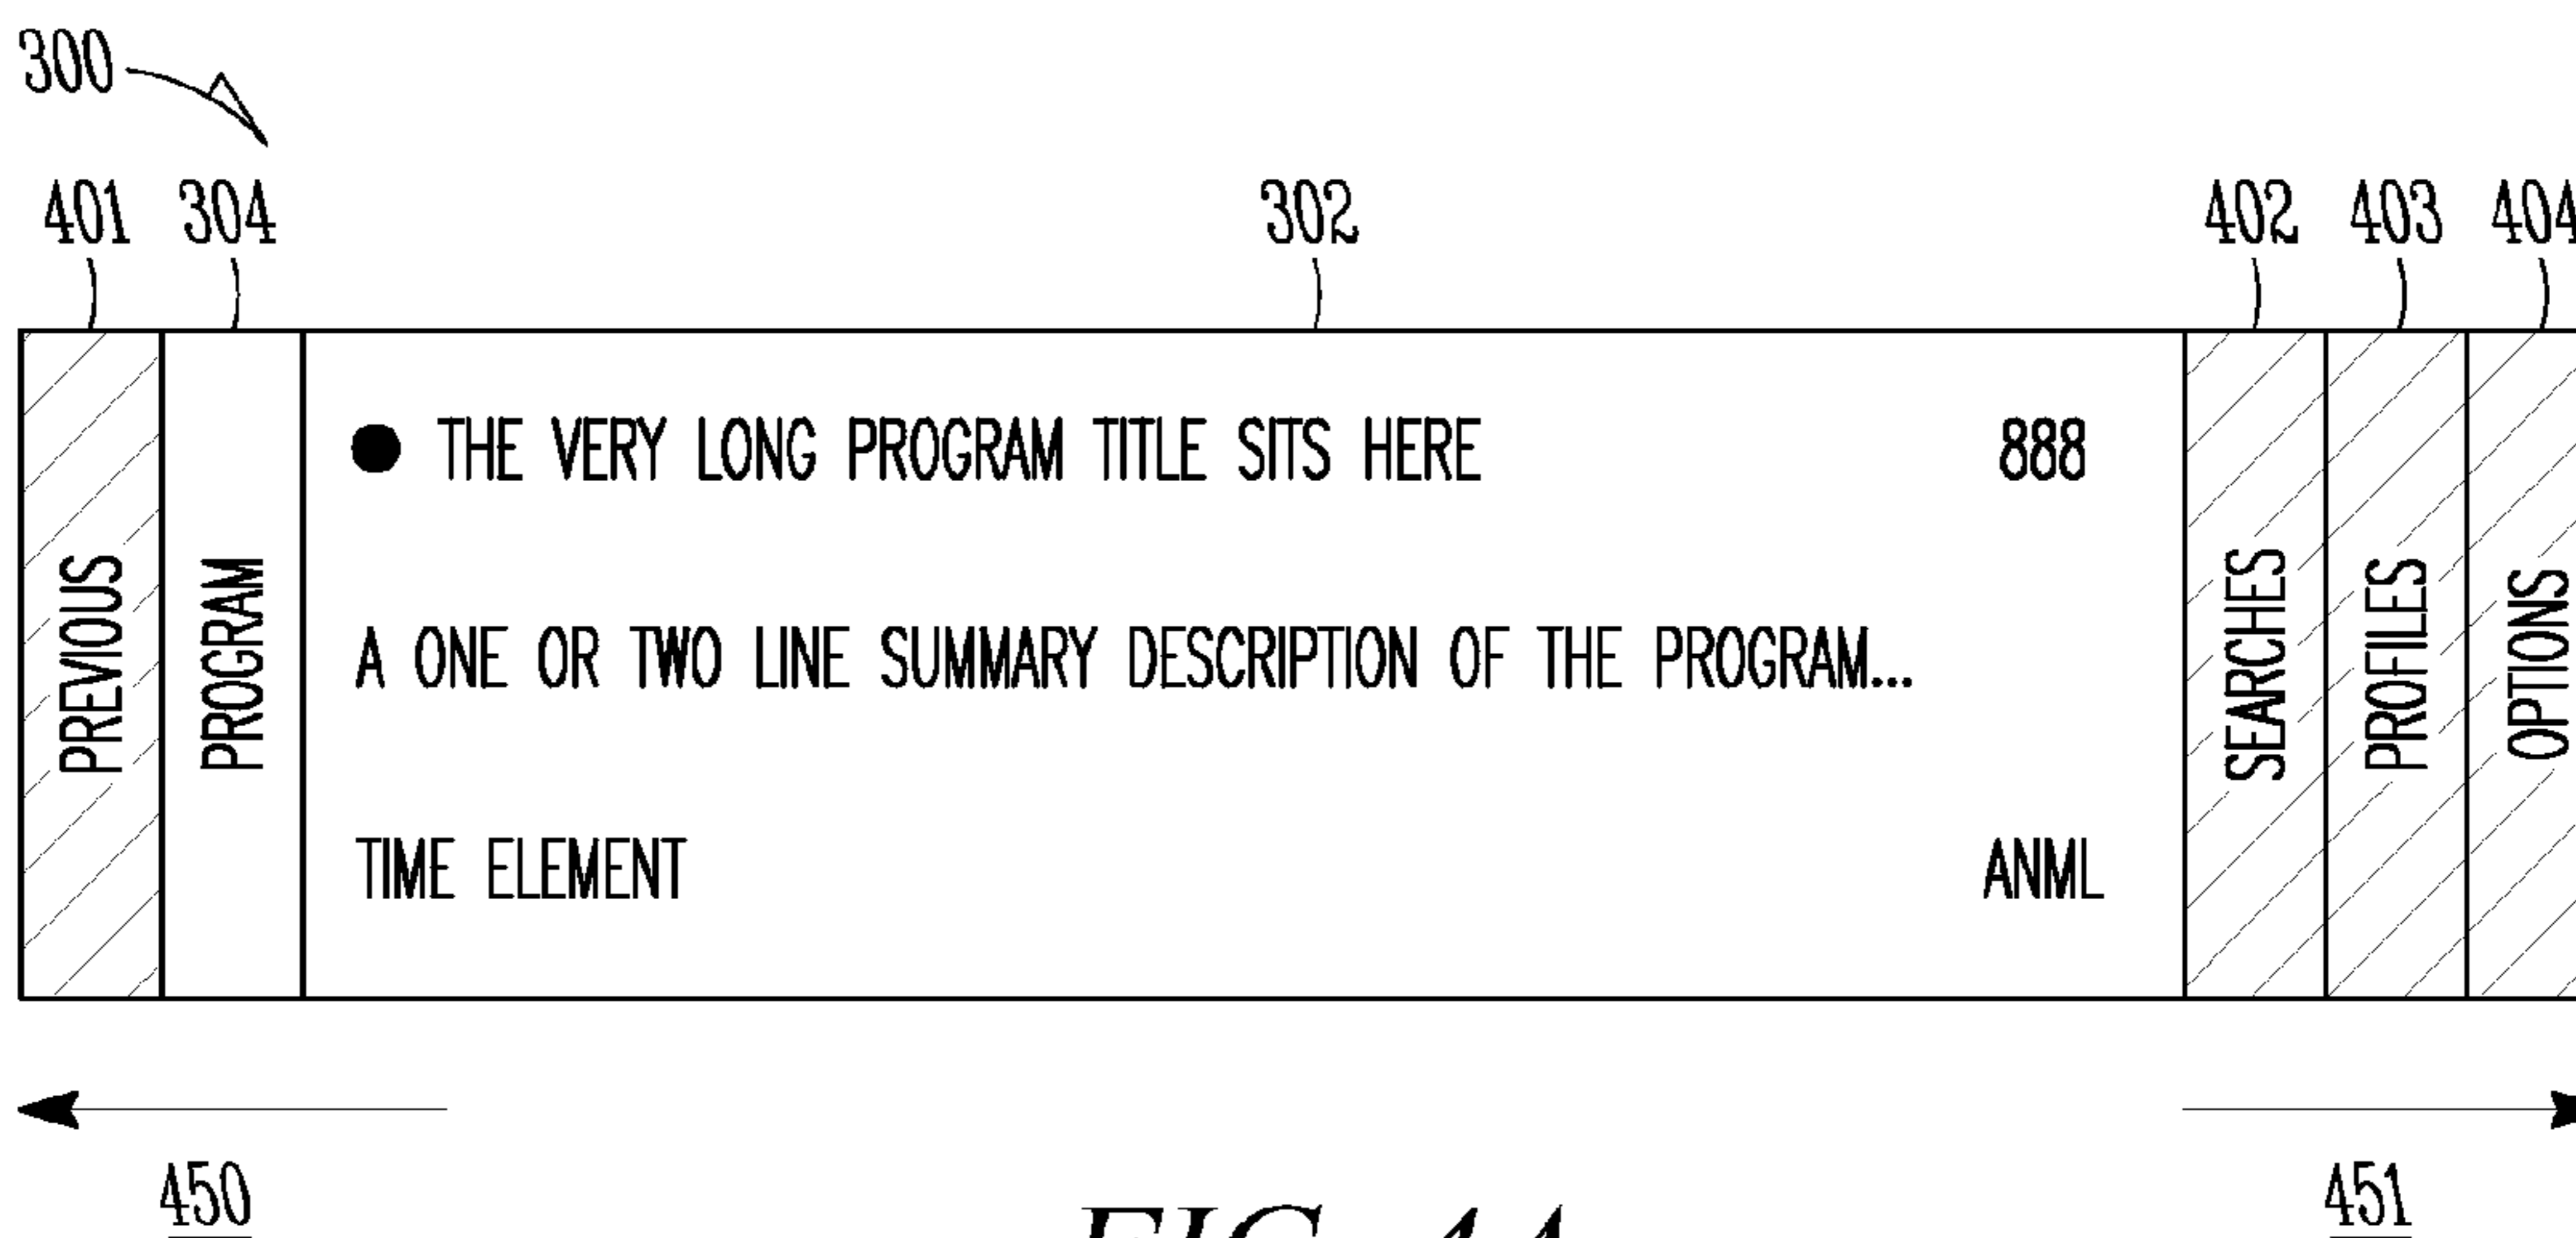 300
401 304 302 402 403 404
● THE VERY LONG PROGRAM TITLE SITS HERE 888
PREVIOUS
PROGRAM
A ONE OR TWO LINE SUMMARY DESCRIPTION OF THE PROGRAM...
SEARCHES
PROFILES
OPTIONS
TIME ELEMENT ANML
450 451